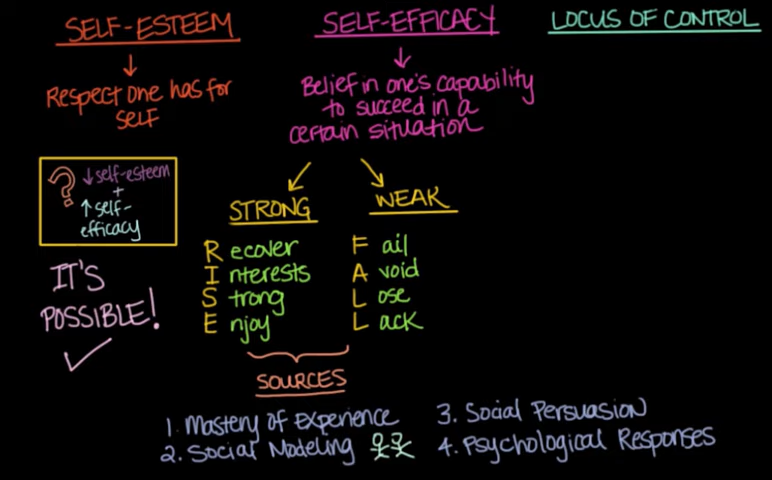 SELF-ESTEEM
Respect one has for
self
? ↓ self-esteem
+
↑ self-
efficacy
IT'S
POSSIBLE!
SELF-EFFICACY
Belief in one's capability
to succeed in a
certain situation
STRONG
Recover
Interests
Strong
Enjoy
WEAK
Fail
Avoid
Lose
Lack
SOURCES
1. Mastery of Experience
2. Social Modeling
3. Social Persuasion
4. Psychological Responses
LOCUS OF CONTROL